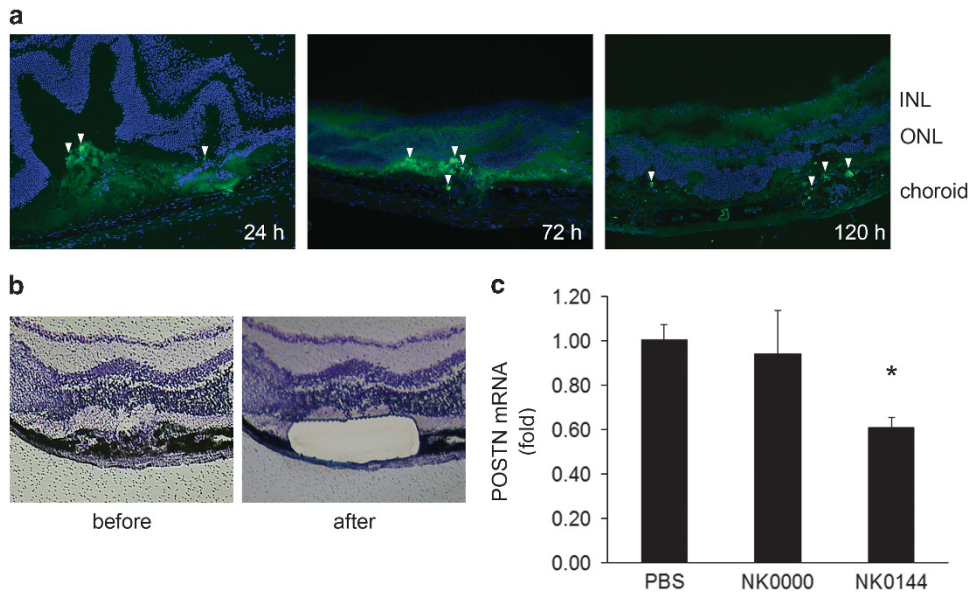 a
24 h
72 h
120 h
INL
ONL
choroid
b
before
after
c
POSTN mRNA
(fold)
1.20
1.00
0.80
0.60
0.40
0.20
0.00
*
PBS
NK0000
NK0144